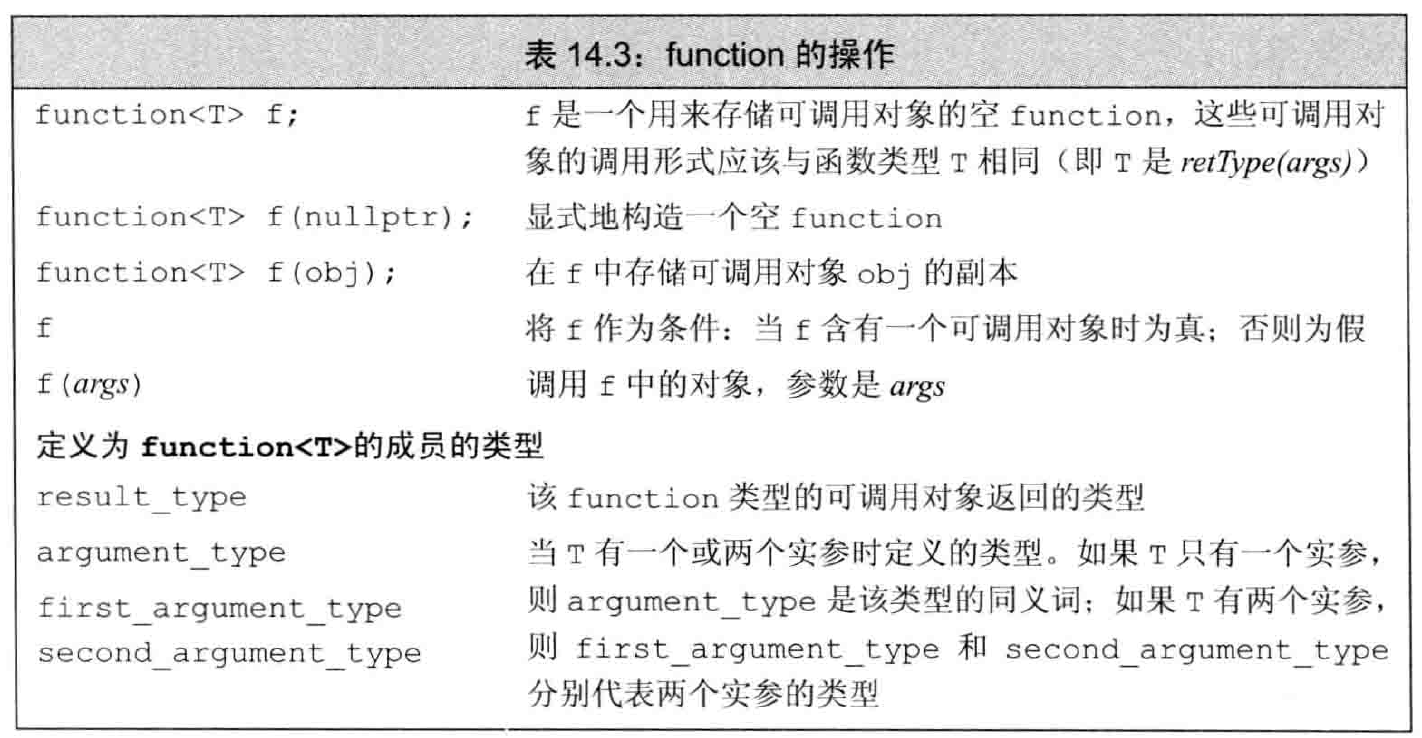 表 14.3：function 的操作
function<T> f; f 是一个用来存储可调用对象的空 function，这些可调用对
象的调用形式应该与函数类型 T 相同（即 T 是 retType(args)）
function<T> f(nullptr); 显式地构造一个空 function
function<T> f(obj); 在 f 中存储可调用对象 obj 的副本
f 将 f 作为条件：当 f 含有一个可调用对象时为真；否则为假
f(args) 调用 f 中的对象，参数是 args
定义为 function<T>的成员的类型
result_type 该 function 类型的可调用对象返回的类型
argument_type 当 T 有一个或两个实参时定义的类型。如果 T 只有一个实参，
first_argument_type 则 argument_type 是该类型的同义词；如果 T 有两个实参，
second_argument_type 则 first_argument_type 和 second_argument_type
分别代表两个实参的类型